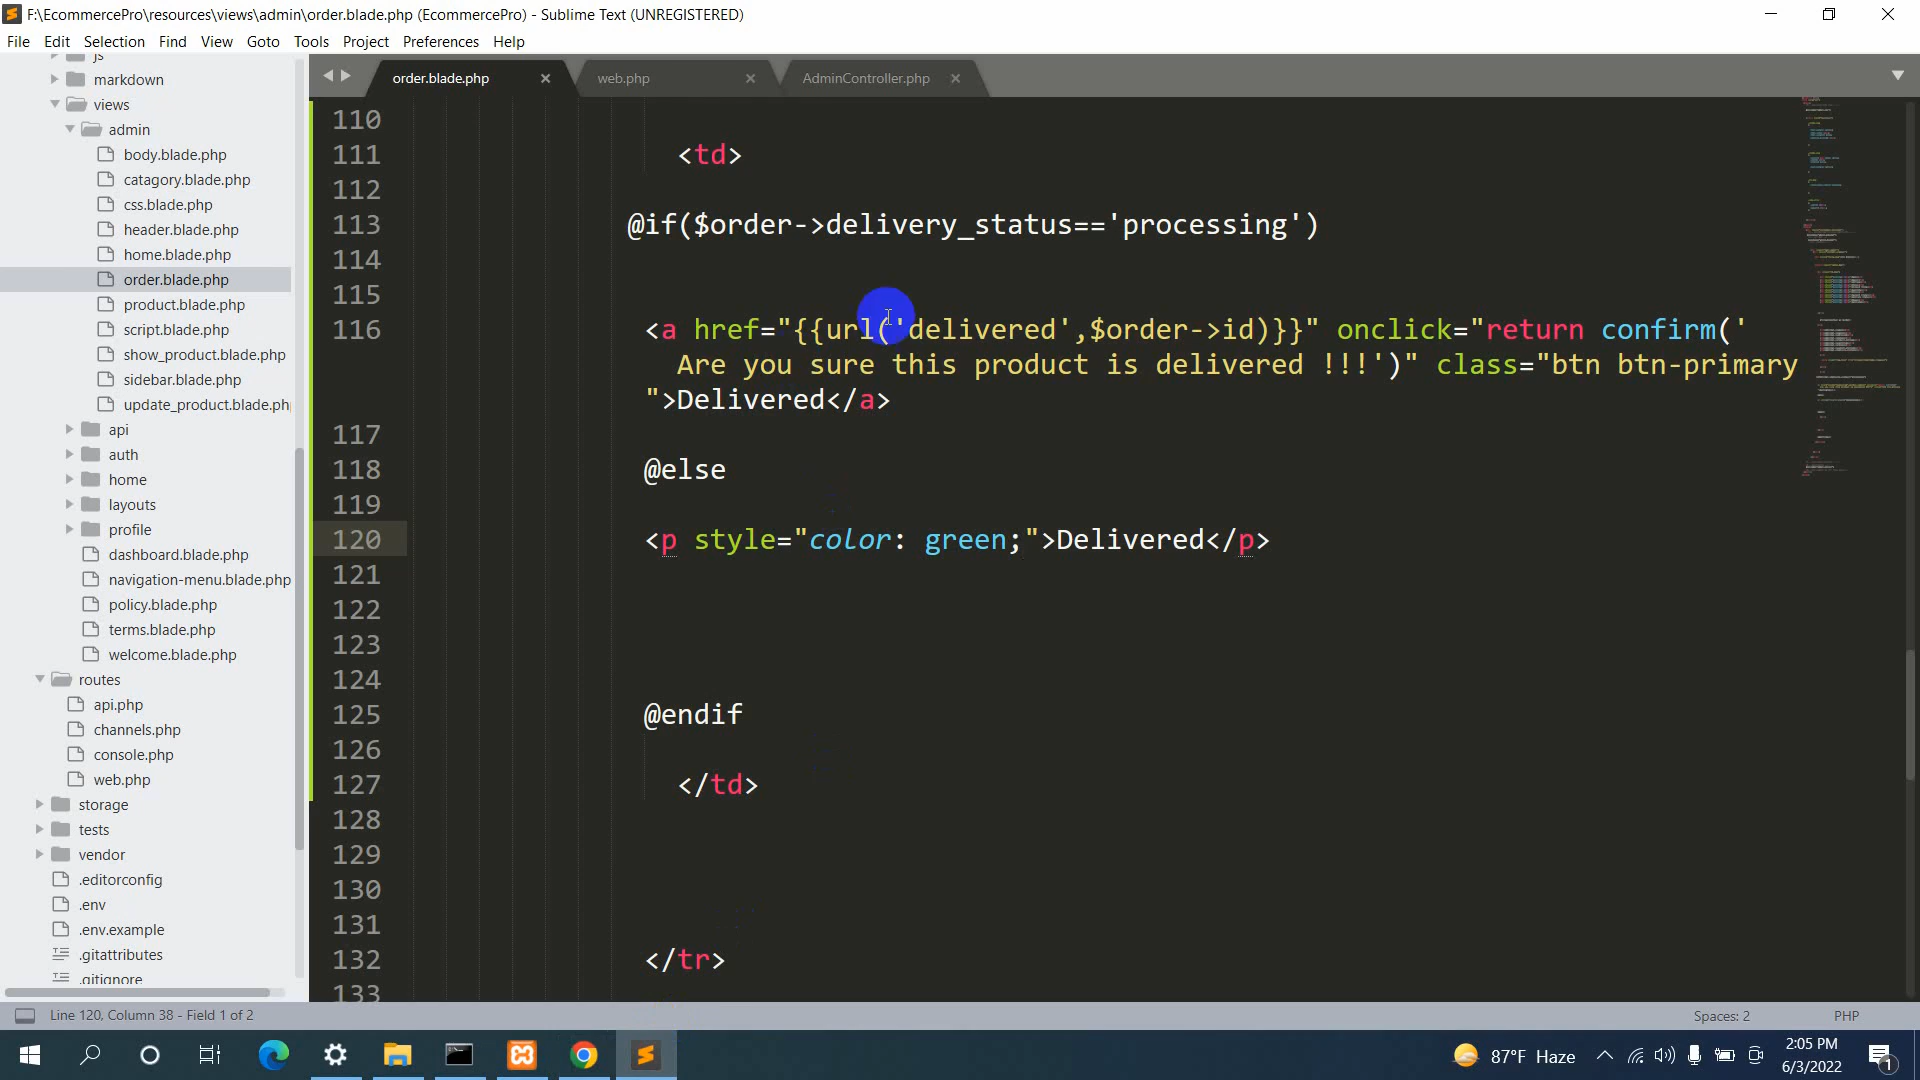 F:\EcommercePro\resources\views\admin\order.blade.php (EcommercePro) - Sublime Text (UNREGISTERED)
File Edit Selection Find View Goto Tools Project Preferences Help
js
markdown
views
admin
body.blade.php
catagory.blade.php
css.blade.php
header.blade.php
home.blade.php
order.blade.php
product.blade.php
script.blade.php
show_product.blade.php
sidebar.blade.php
update_product.blade.ph
api
auth
home
layouts
profile
dashboard.blade.php
navigation-menu.blade.php
policy.blade.php
terms.blade.php
welcome.blade.php
routes
api.php
channels.php
console.php
web.php
storage
tests
vendor
.editorconfig
.env
.env.example
.gitattributes
.gitignore
order.blade.php web.php AdminController.php
110
111 <td>
112
113 @if($order->delivery_status=='processing')
114
115
116 <a href="{{url('delivered',$order->id)}}" onclick="return confirm('
Are you sure this product is delivered !!!')" class="btn btn-primary
">Delivered</a>
117
118 @else
119
120 <p style="color: green;">Delivered</p>
121
122
123
124
125 @endif
126
127 </td>
128
129
130
131
132 </tr>
133
Line 120, Column 38 - Field 1 of 2
Spaces: 2 PHP
87°F Haze
2:05 PM
6/3/2022
1